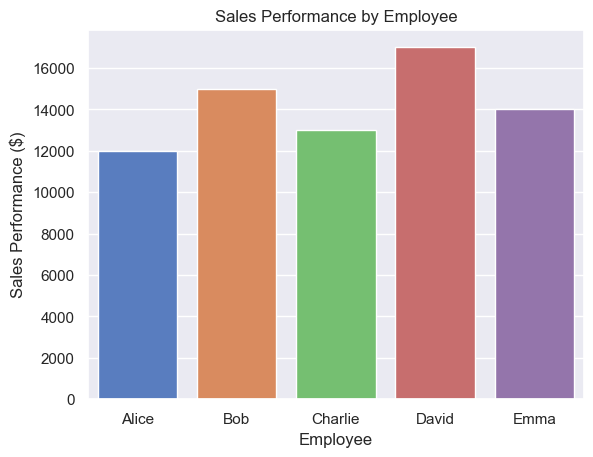 Sales Performance by Employee
Sales Performance ($)
16000
14000
12000
10000
8000
6000
4000
2000
0
Alice Bob Charlie David Emma
Employee